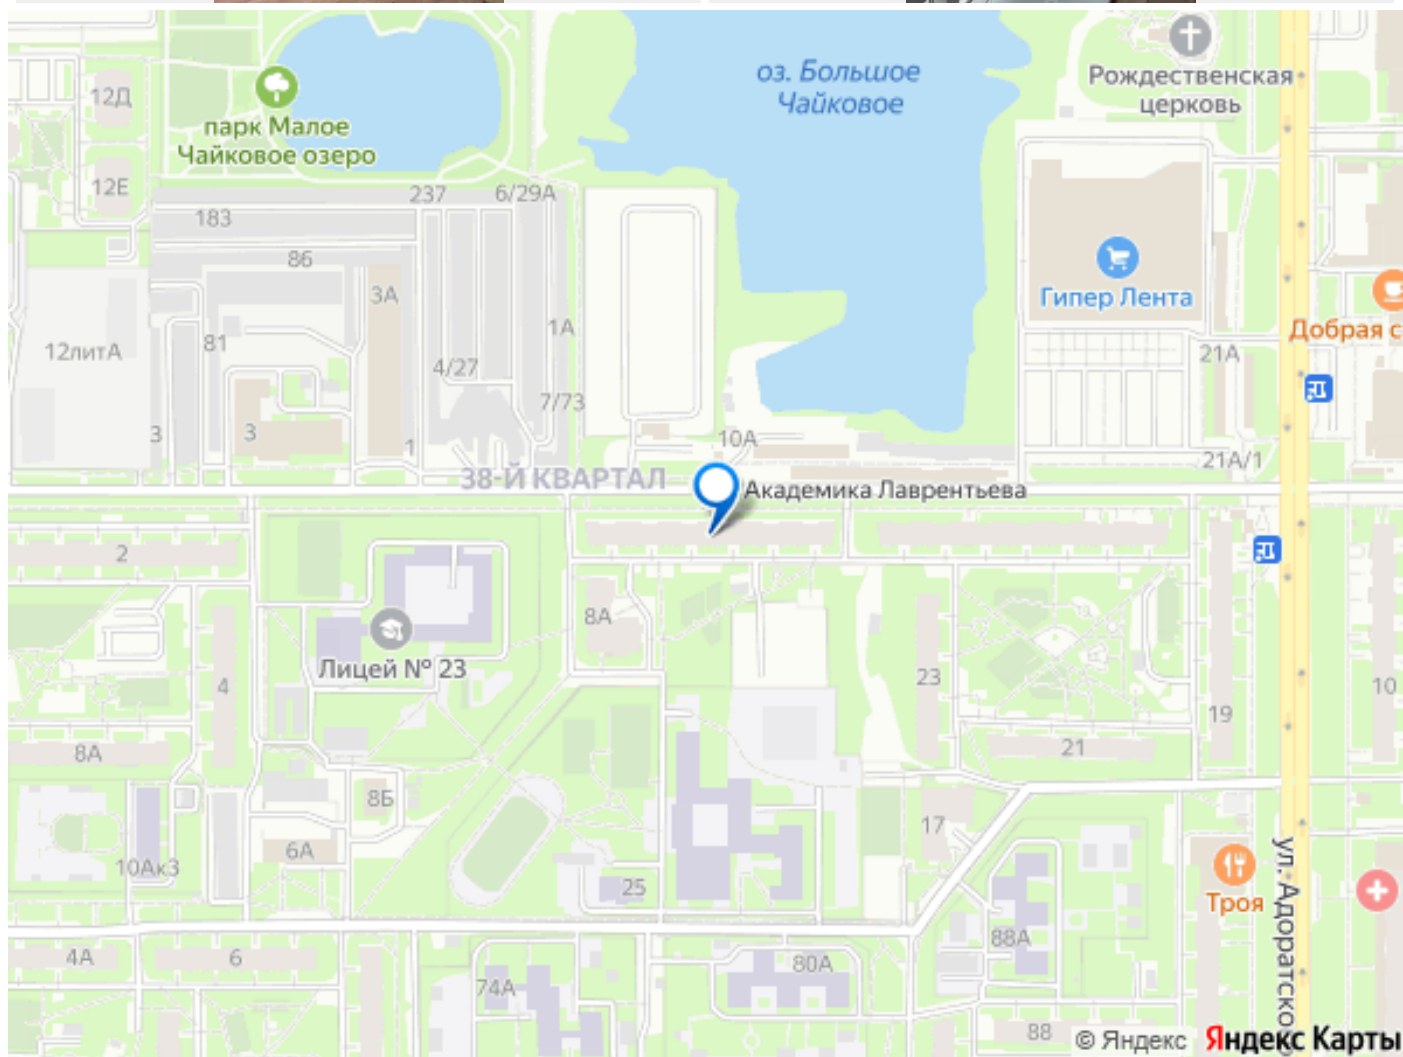 оз. Большое
Чайковое
Рождественская
церковь
12Д
парк Малое
Чайковое озеро
12Е
237
6/29А
183
86
3А
Гипер Лента
1А
Добрая с
81
12литА
21А
4/27
7/73
3
3
1
10А
21А/1
38-Й КВАРТАЛ
Академика Лаврентьева
2
8А
Лицей № 23
4
23
10
19
21
8А
8Б
17
6А
10Ак3
25
Троя
ул. Адоратско
88А
4А
6
80А
74А
88
© Яндекс
Яндекс Карты